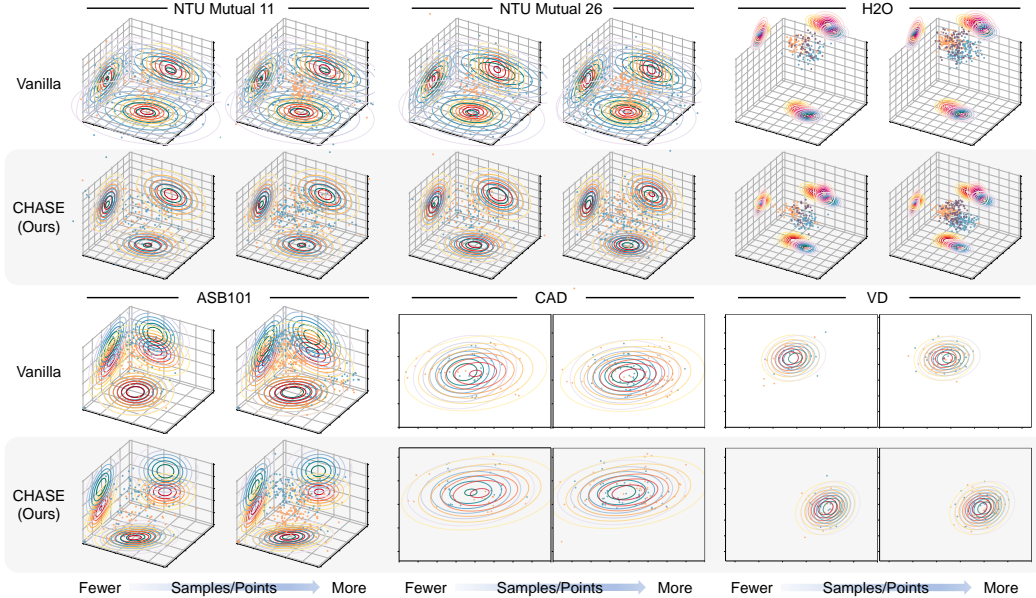 NTU Mutual 11 NTU Mutual 26 H2O
Vanilla
CHASE
(Ours)
ASB101 CAD VD
Vanilla
CHASE
(Ours)
Fewer Samples/Points More Fewer Samples/Points More Fewer Samples/Points More